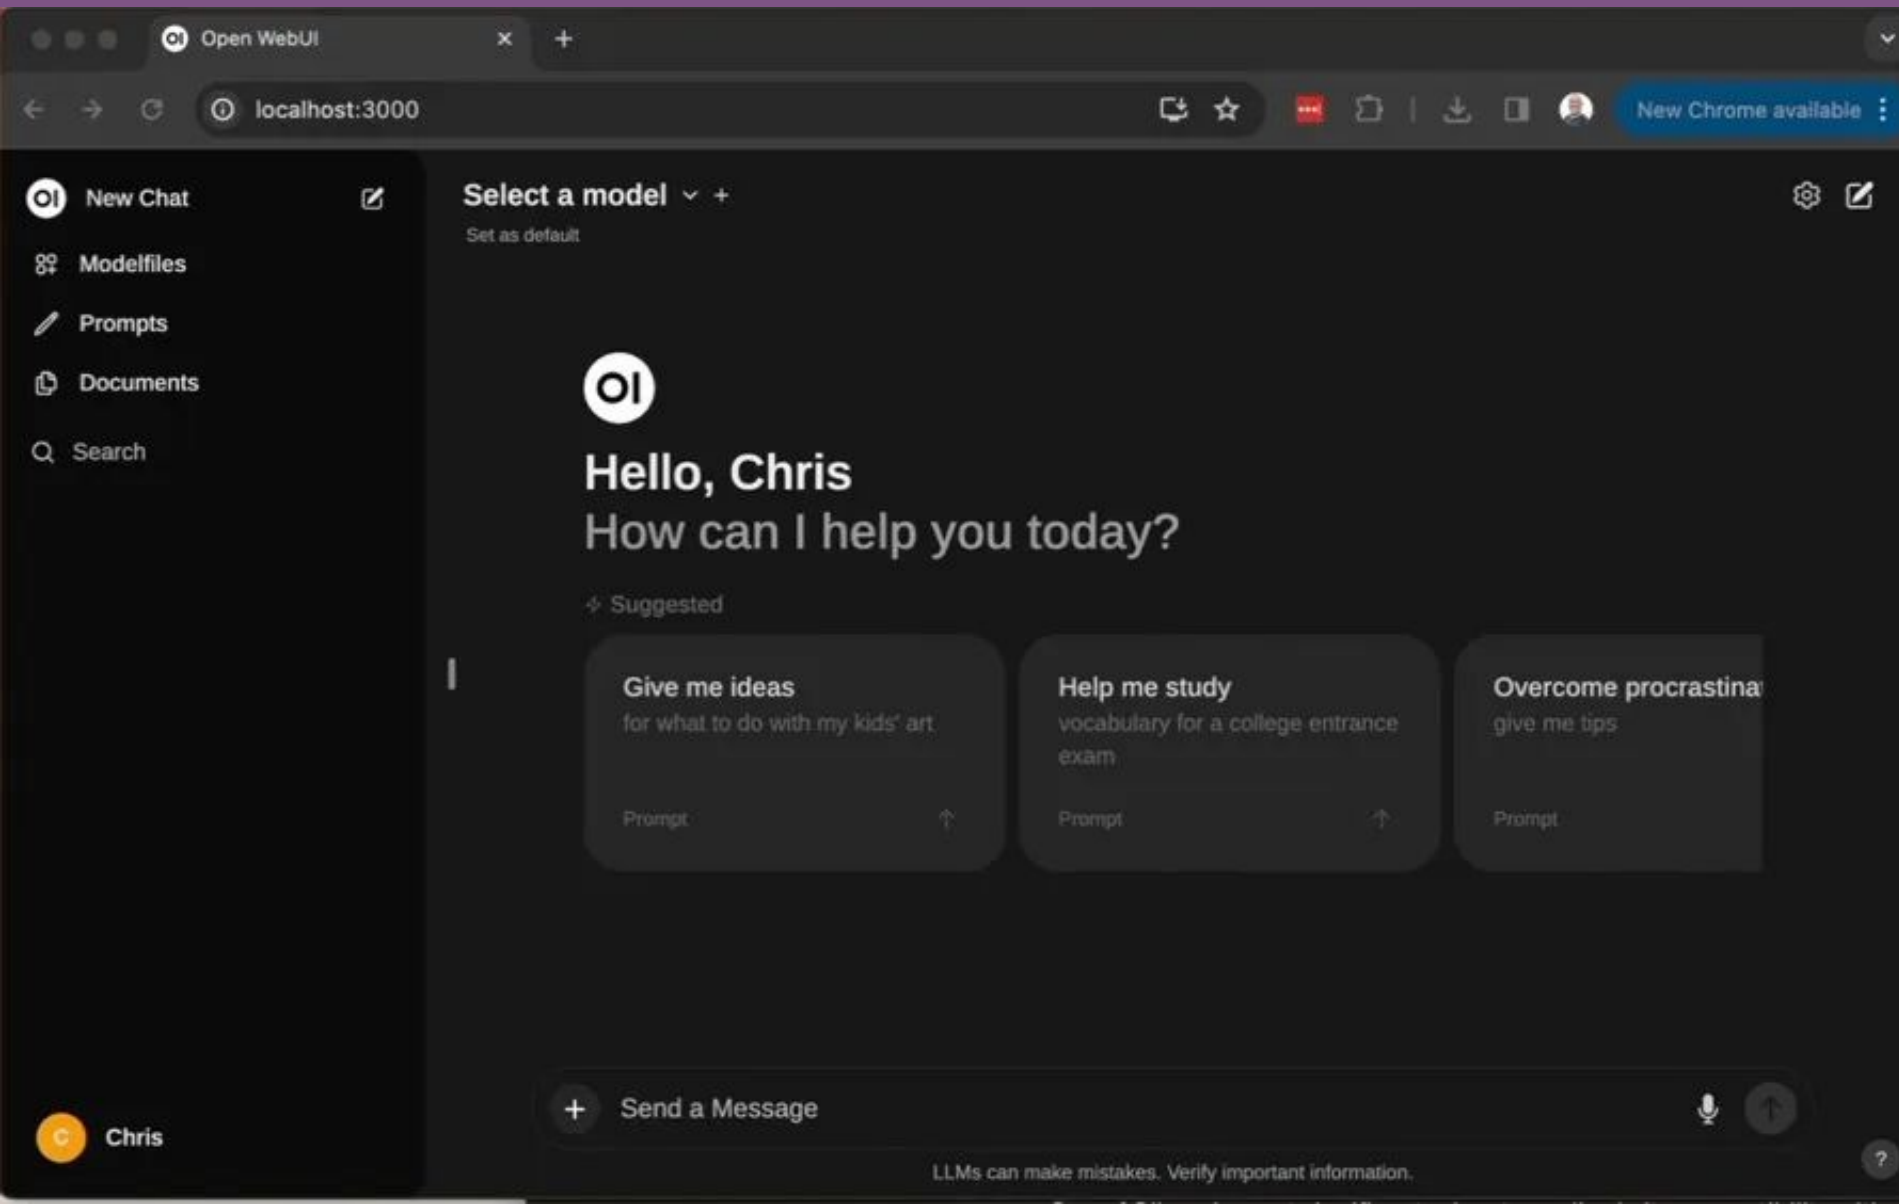 Open WebUI
localhost:3000
New Chrome available
OI New Chat
Modelfiles
Prompts
Documents
Search
Select a model
Set as default
OI
Hello, Chris
How can I help you today?
Suggested
Give me ideas
for what to do with my kids' art
Prompt
Help me study
vocabulary for a college entrance
exam
Prompt
Overcome procrastinat
give me tips
Prompt
Send a Message
C Chris
LLMs can make mistakes. Verify important information.
?